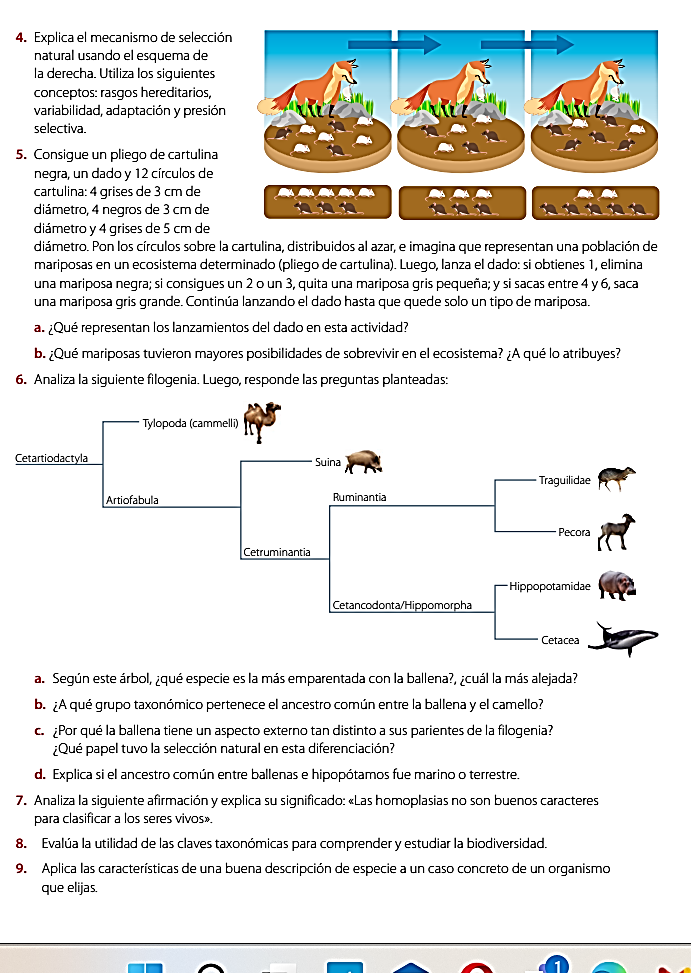 4. Explica el mecanismo de selección
natural usando el esquema de
la derecha. Utiliza los siguientes
conceptos: rasgos hereditarios,
variabilidad, adaptación y presión
selectiva.
5. Consigue un pliego de cartulina
negra, un dado y 12 círculos de
cartulina: 4 grises de 3 cm de
diámetro, 4 negros de 3 cm de
diámetro y 4 grises de 5 cm de
diámetro. Pon los círculos sobre la cartulina, distribuidos al azar, e imagina que representan una población de
mariposas en un ecosistema determinado (pliego de cartulina). Luego, lanza el dado: si obtienes 1, elimina
una mariposa negra; si consigues un 2 o un 3, quita una mariposa gris pequeña; y si sacas entre 4 y 6, saca
una mariposa gris grande. Continúa lanzando el dado hasta que quede solo un tipo de mariposa.
a. ¿Qué representan los lanzamientos del dado en esta actividad?
b. ¿Qué mariposas tuvieron mayores posibilidades de sobrevivir en el ecosistema? ¿A qué lo atribuyes?
6. Analiza la siguiente filogenia. Luego, responde las preguntas planteadas:
Tylopoda (cammelli)
Cetartiodactyla
Suina
Traguilidae
Artiofabula
Ruminantia
Pecora
Cetruminantia
Hippopotamidae
Cetancodonta/Hippomorpha
Cetacea
a. Según este árbol, ¿qué especie es la más emparentada con la ballena?, ¿cuál la más alejada?
b. ¿A qué grupo taxonómico pertenece el ancestro común entre la ballena y el camello?
c. ¿Por qué la ballena tiene un aspecto externo tan distinto a sus parientes de la filogenia?
¿Qué papel tuvo la selección natural en esta diferenciación?
d. Explica si el ancestro común entre ballenas e hipopótamos fue marino o terrestre.
7. Analiza la siguiente afirmación y explica su significado: «Las homoplasias no son buenos caracteres
para clasificar a los seres vivos».
8. Evalúa la utilidad de las claves taxonómicas para comprender y estudiar la biodiversidad.
9. Aplica las características de una buena descripción de especie a un caso concreto de un organismo
que elijas.
1